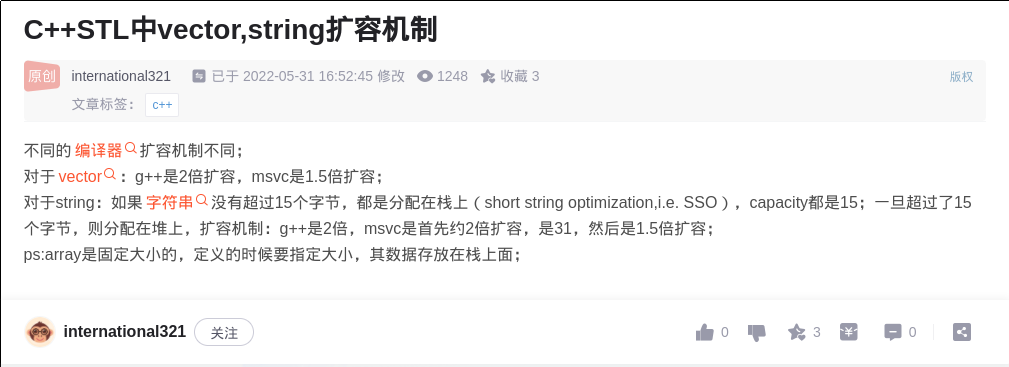 C++STL中vector,string扩容机制
原创 international321 已于 2022-05-31 16:52:45 修改 1248 收藏 3 版权
文章标签： c++
不同的 编译器 扩容机制不同；
对于 vector ：g++是2倍扩容，msvc是1.5倍扩容；
对于string：如果 字符串 没有超过15个字节，都是分配在栈上（short string optimization,i.e. SSO），capacity都是15；一旦超过了15
个字节，则分配在堆上，扩容机制：g++是2倍，msvc是首先约2倍扩容，是31，然后是1.5倍扩容；
ps:array是固定大小的，定义的时候要指定大小，其数据存放在栈上面；
international321 关注 0 3 ¥ 0